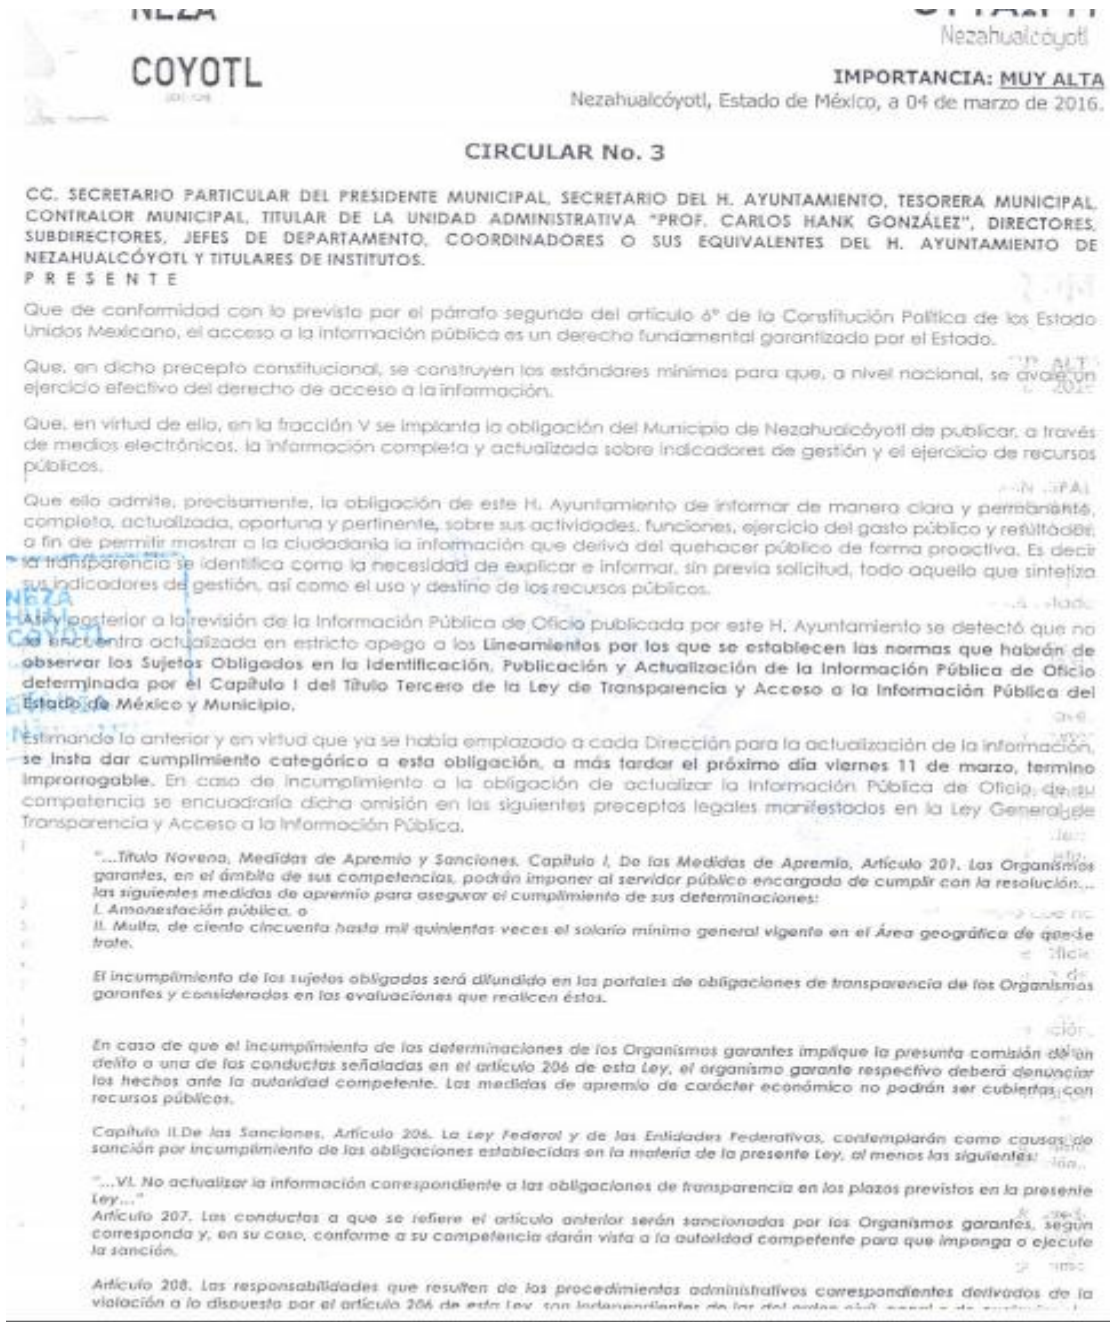 NEZA
COYOTL
Nezahualcóyotl
IMPORTANCIA: MUY ALTA
Nezahualcóyotl, Estado de México, a 04 de marzo de 2016.
CIRCULAR No. 3
CC. SECRETARIO PARTICULAR DEL PRESIDENTE MUNICIPAL, SECRETARIO DEL H. AYUNTAMIENTO, TESORERA MUNICIPAL,
CONTRALOR MUNICIPAL, TITULAR DE LA UNIDAD ADMINISTRATIVA "PROF. CARLOS HANK GONZÁLEZ", DIRECTORES,
SUBDIRECTORES, JEFES DE DEPARTAMENTO, COORDINADORES O SUS EQUIVALENTES DEL H. AYUNTAMIENTO DE
NEZAHUALCÓYOTL Y TITULARES DE INSTITUTOS.
P R E S E N T E
Que de conformidad con lo previsto por el párrafo segundo del artículo 6° de la Constitución Política de los Estado
Unidos Mexicano, el acceso a la información pública es un derecho fundamental garantizado por el Estado.
Que, en dicho precepto constitucional, se construyen los estándares mínimos para que, a nivel nacional, se avale un
ejercicio efectivo del derecho de acceso a la información.
Que, en virtud de ello, en la fracción V se implanta la obligación del Municipio de Nezahualcóyotl de publicar, a través
de medios electrónicos, la información completa y actualizada sobre indicadores de gestión y el ejercicio de recursos
públicos.
Que ello admite, precisamente, la obligación de este H. Ayuntamiento de informar de manera clara y permanente,
completa, actualizada, oportuna y pertinente, sobre sus actividades, funciones, ejercicio del gasto público y resultados,
a fin de permitir mostrar a la ciudadanía la información que deriva del quehacer público de forma proactiva. Es decir
la transparencia se identifica como la necesidad de explicar e informar, sin previa solicitud, todo aquello que sintetiza
sus indicadores de gestión, así como el uso y destino de los recursos públicos.
NEZA
HUAL
COYOTL
Así y posterior a la revisión de la Información Pública de Oficio publicada por este H. Ayuntamiento se detectó que no
se encuentra actualizada en estricto apego a los Lineamientos por los que se establecen las normas que habrán de
observar los Sujetos Obligados en la Identificación, Publicación y Actualización de la Información Pública de Oficio
determinada por el Capítulo I del Título Tercero de la Ley de Transparencia y Acceso a la Información Pública del
Estado de México y Municipio.
Estimando lo anterior y en virtud que ya se había emplazado a cada Dirección para la actualización de la información,
se insta dar cumplimiento categórico a esta obligación, a más tardar el próximo día viernes 11 de marzo, termino
improrrogable. En caso de incumplimiento a la obligación de actualizar la Información Pública de Oficio de su
competencia se encuadraría dicha omisión en los siguientes preceptos legales manifestados en la Ley General de
Transparencia y Acceso a la Información Pública.
"...Título Noveno, Medidas de Apremio y Sanciones, Capítulo I, De las Medidas de Apremio, Artículo 201. Los Organismos
garantes, en el ámbito de sus competencias, podrán imponer al servidor público encargado de cumplir con la resolución...
las siguientes medidas de apremio para asegurar el cumplimiento de sus determinaciones:
I. Amonestación pública, o
II. Multa, de ciento cincuenta hasta mil quinientas veces el salario mínimo general vigente en el Área geográfica de que se
trate.
El incumplimiento de los sujetos obligados será difundido en los portales de obligaciones de transparencia de los Organismos
garantes y considerados en las evaluaciones que realicen éstos.
En caso de que el incumplimiento de las determinaciones de los Organismos garantes implique la presunta comisión de un
delito o una de las conductas señaladas en el artículo 206 de esta Ley, el organismo garante respectivo deberá denunciar
los hechos ante la autoridad competente. Las medidas de apremio de carácter económico no podrán ser cubiertas con
recursos públicos.
Capítulo II.De las Sanciones, Artículo 206. La Ley Federal y de las Entidades Federativas, contemplarán como causas de
sanción por incumplimiento de las obligaciones establecidas en la materia de la presente Ley, al menos las siguientes:
"...VI. No actualizar la información correspondiente a las obligaciones de transparencia en los plazos previstos en la presente
Ley..."
Artículo 207. Las conductas a que se refiere el artículo anterior serán sancionadas por los Organismos garantes, según
corresponda y, en su caso, conforme a su competencia darán vista a la autoridad competente para que imponga o ejecute
la sanción.
Artículo 208. Las responsabilidades que resulten de los procedimientos administrativos correspondientes derivados de la
violación a lo dispuesto por el artículo 206 de esta Ley, son independientes de las del orden civil, penal